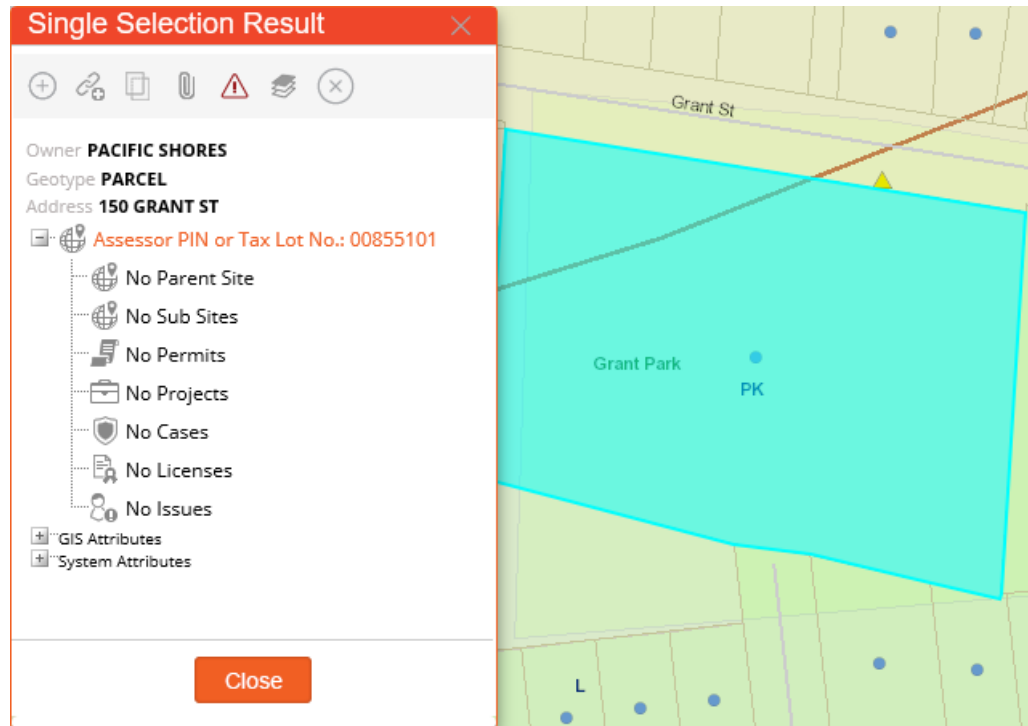 Single Selection Result
Owner PACIFIC SHORES
Geotype PARCEL
Address 150 GRANT ST
Assessor PIN or Tax Lot No.: 00855101
No Parent Site
No Sub Sites
No Permits
No Projects
No Cases
No Licenses
No Issues
GIS Attributes
System Attributes
Close
Grant St
Grant Park
PK
L